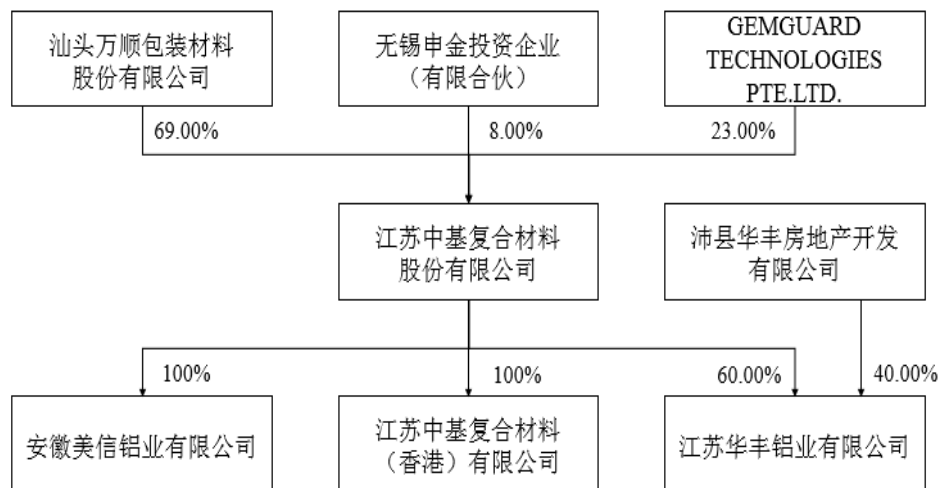 汕头万顺包装材料
股份有限公司
无锡申金投资企业
（有限合伙）
GEMGUARD
TECHNOLOGIES
PTE.LTD.
69.00%
8.00%
23.00%
江苏中基复合材料
股份有限公司
沛县华丰房地产开发
有限公司
100%
100%
60.00%
40.00%
安徽美信铝业有限公司
江苏中基复合材料
（香港）有限公司
江苏华丰铝业有限公司